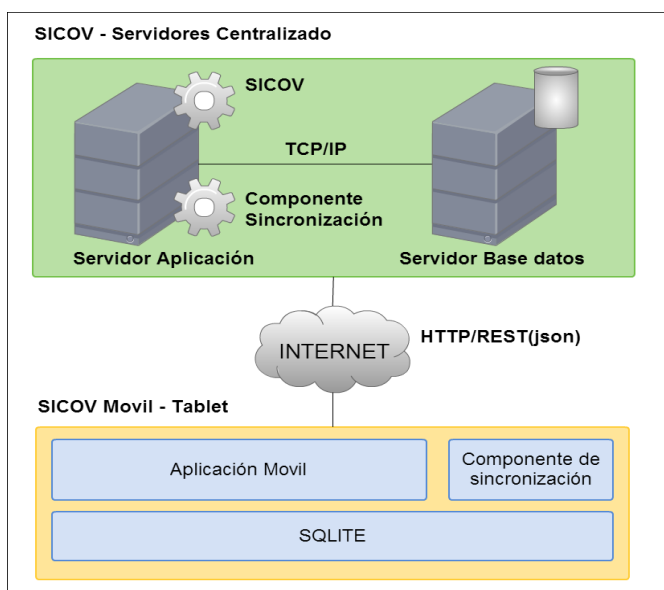 SICOV - Servidores Centralizado
SICOV
TCP/IP
Componente
Sincronización
Servidor Aplicación
Servidor Base datos
INTERNET
HTTP/REST(json)
SICOV Movil - Tablet
Aplicación Movil
Componente de
sincronización
SQLITE